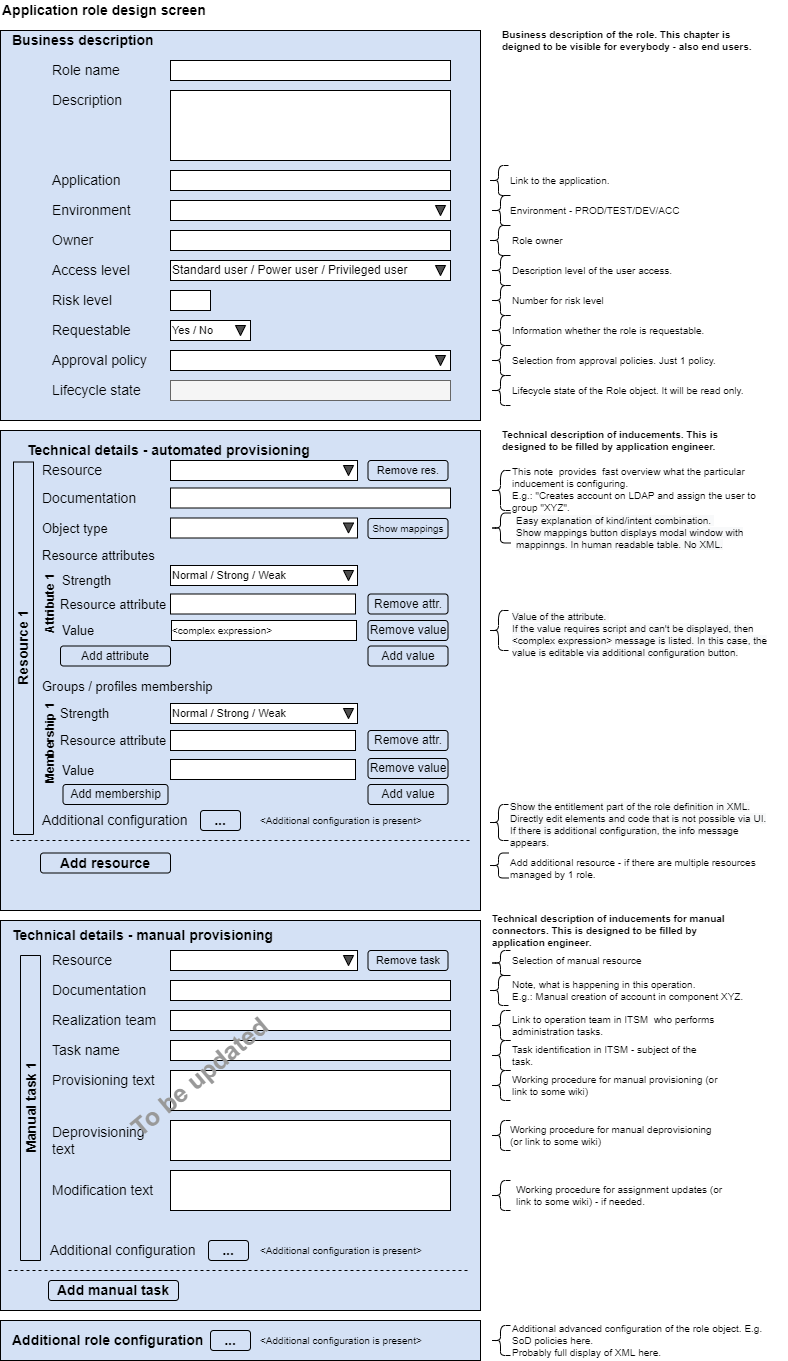 Application role design screen
Business description
Business description of the role. This chapter is
deigned to be visible for everybody - also end users.
Role name
Description
Application
Link to the application.
Environment
Environment - PROD/TEST/DEV/ACC
Owner
Role owner
Access level
Standard user / Power user / Privileged user
Description level of the user access.
Risk level
Number for risk level
Requestable
Yes / No
Information whether the role is requestable.
Approval policy
Selection from approval policies. Just 1 policy.
Lifecycle state
Lifecycle state of the Role object. It will be read only.
Technical description of inducements. This is
designed to be filled by application engineer.
Technical details - automated provisioning
Resource 1
Resource
Remove res.
This note  provides  fast overview what the particular
inducement is configuring.
E.g.: "Creates account on LDAP and assign the user to
group "XYZ".
Documentation
Object type
Show mappings
Easy explanation of kind/intent combination.
Show mappings button displays modal window with
mappinngs. In human readable table. No XML.
Resource attributes
Attribute 1
Strength
Normal / Strong / Weak
Resource attribute
Remove attr.
Value
<complex expression>
Remove value
Value of the attribute.
If the value requires script and can't be displayed, then
<complex expression> message is listed. In this case, the
value is editable via additional configuration button.
Add attribute
Add value
Groups / profiles membership
Membership 1
Strength
Normal / Strong / Weak
Resource attribute
Remove attr.
Value
Remove value
Add membership
Add value
Additional configuration
...
<Additional configuration is present>
Show the entitlement part of the role definition in XML.
Directly edit elements and code that is not possible via UI.
If there is additional configuration, the info message
appears.
Add resource
Add additional resource - if there are multiple resources
managed by 1 role.
Technical description of inducements for manual
connectors. This is designed to be filled by
application engineer.
Technical details - manual provisioning
Manual task 1
Resource
Remove task
Selection of manual resource
Documentation
Note, what is happening in this operation.
E.g.: Manual creation of account in component XYZ.
Realization team
Link to operation team in ITSM  who performs
administration tasks.
Task name
Task identification in ITSM - subject of the
task.
Provisioning text
Working procedure for manual provisioning (or
link to some wiki)
To be updated
Deprovisioning
text
Working procedure for manual deprovisioning
(or link to some wiki)
Modification text
Working procedure for assignment updates (or
link to some wiki) - if needed.
Additional configuration
...
<Additional configuration is present>
Add manual task
Additional role configuration
...
<Additional configuration is present>
Additional advanced configuration of the role object. E.g.
SoD policies here.
Probably full display of XML here.